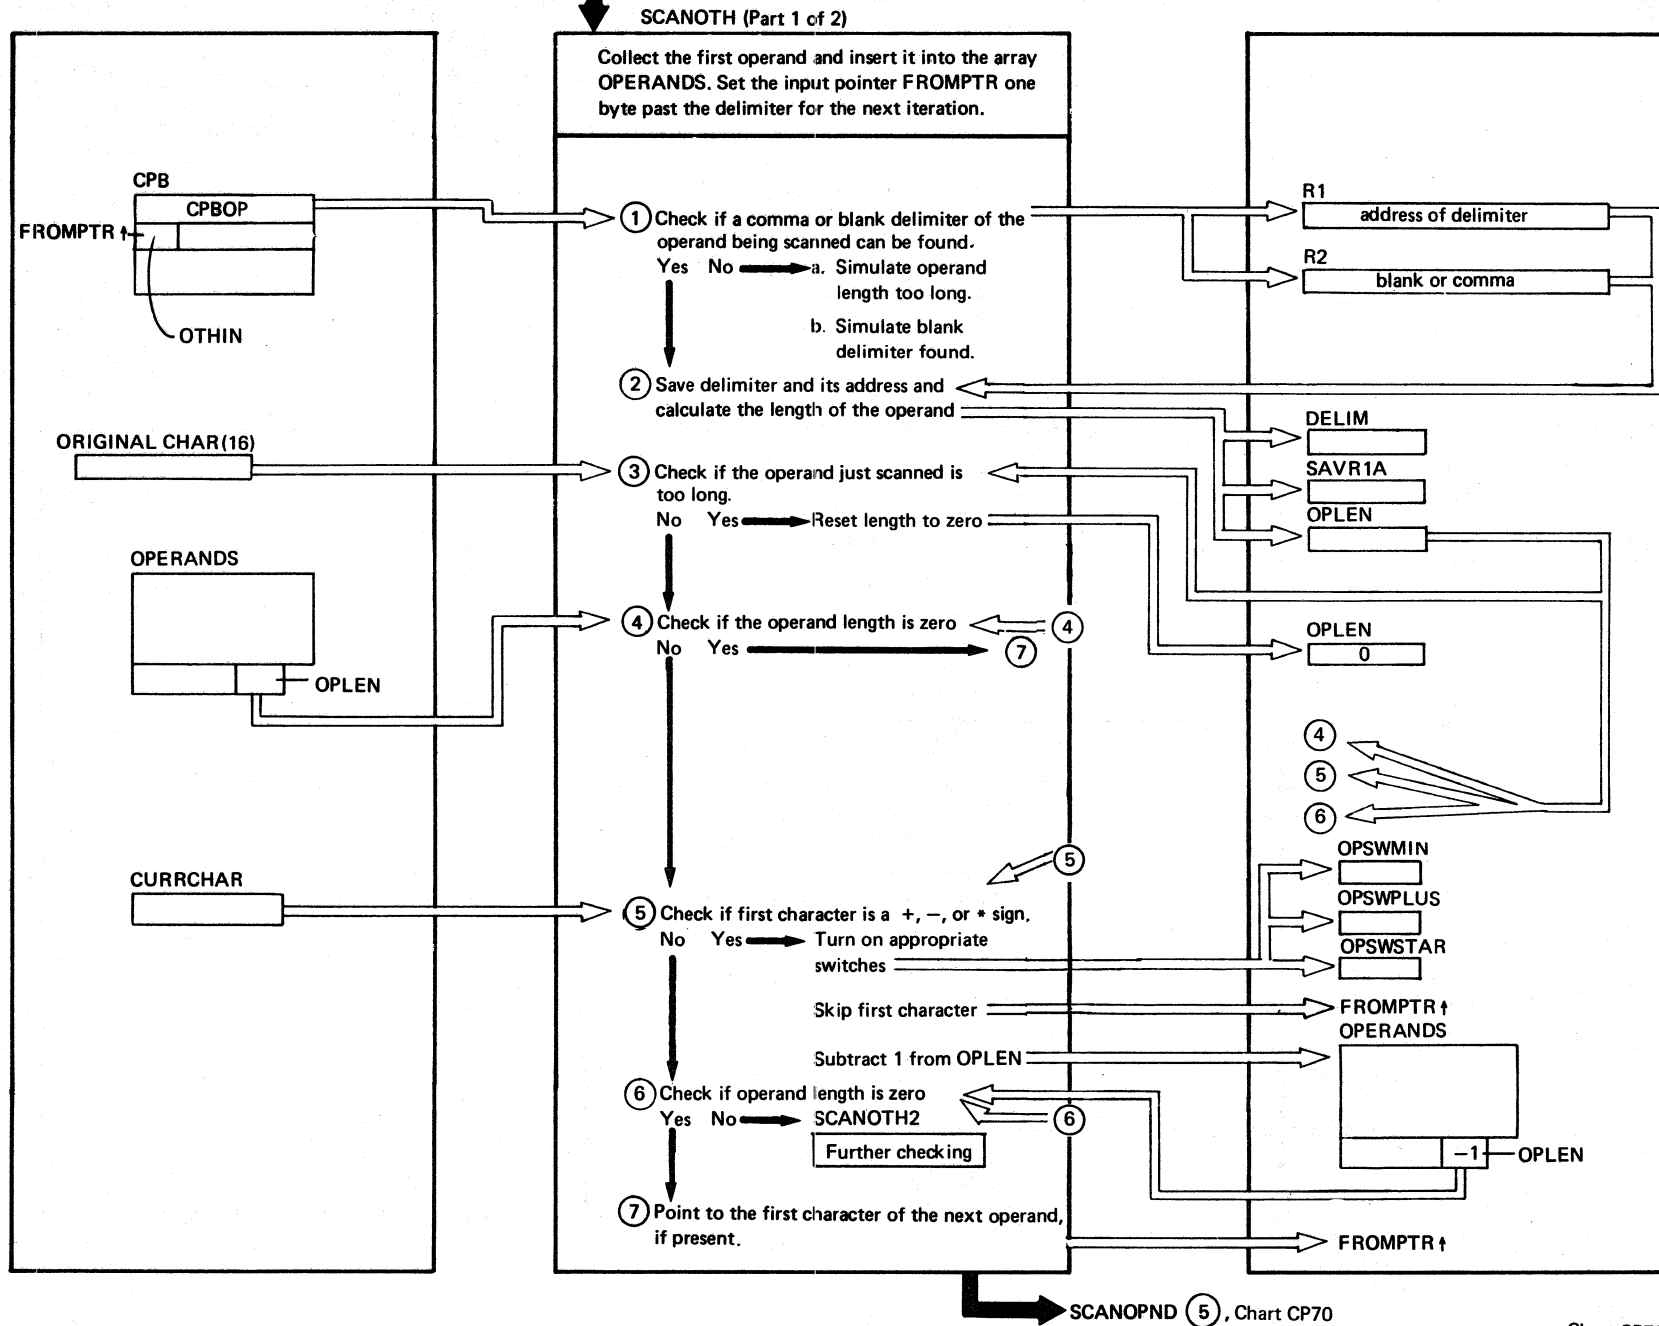 SCANOTH (Part 1 of 2)
Collect the first operand and insert it into the array
OPERANDS. Set the input pointer FROMPTR one
byte past the delimiter for the next iteration.
CPB
CPBOP
FROMPTR
OTHIN
1 Check if a comma or blank delimiter of the
operand being scanned can be found.
Yes No a. Simulate operand
length too long.
b. Simulate blank
delimiter found.
R1
address of delimiter
R2
blank or comma
2 Save delimiter and its address and
calculate the length of the operand
DELIM
SAVR1A
OPLEN
ORIGINAL CHAR(16)
3 Check if the operand just scanned is
too long.
No Yes Reset length to zero
OPERANDS
OPLEN
4 Check if the operand length is zero
4
No Yes 7
OPLEN
0
4
5
6
5
CURRCHAR
5 Check if first character is a +, –, or * sign.
No Yes Turn on appropriate
switches
OPSWMIN
OPSWPLUS
OPSWSTAR
Skip first character
FROMPTR
OPERANDS
Subtract 1 from OPLEN
6 Check if operand length is zero
Yes No SCANOTH2
6
Further checking
–1 OPLEN
7 Point to the first character of the next operand,
if present.
FROMPTR
SCANOPND 5, Chart CP70